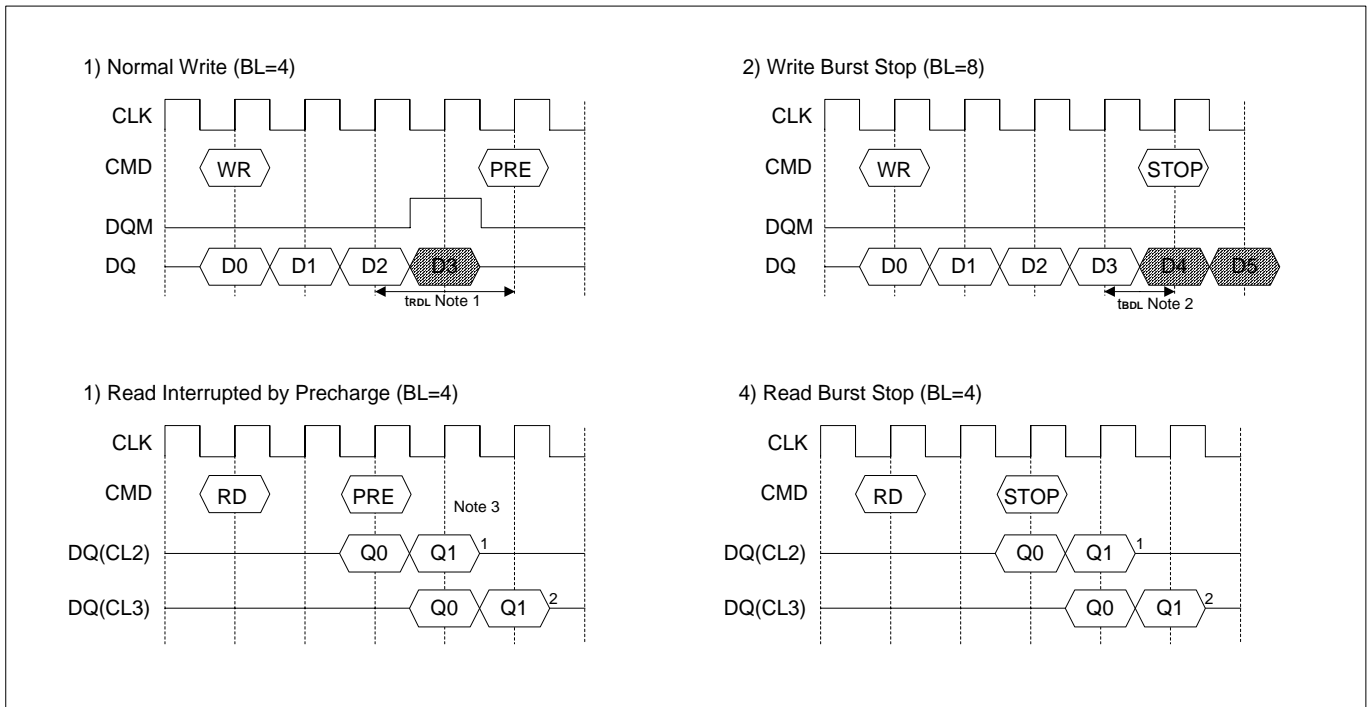 1) Normal Write (BL=4)
CLK
CMD WR PRE
DQM
DQ D0 D1 D2 D3
tRDL Note 1
2) Write Burst Stop (BL=8)
CLK
CMD WR STOP
DQM
DQ D0 D1 D2 D3 D4 D5
tBDL Note 2
1) Read Interrupted by Precharge (BL=4)
CLK
CMD RD PRE
Note 3
DQ(CL2) Q0 Q1 1
DQ(CL3) Q0 Q1 2
4) Read Burst Stop (BL=4)
CLK
CMD RD STOP
DQ(CL2) Q0 Q1 1
DQ(CL3) Q0 Q1 2